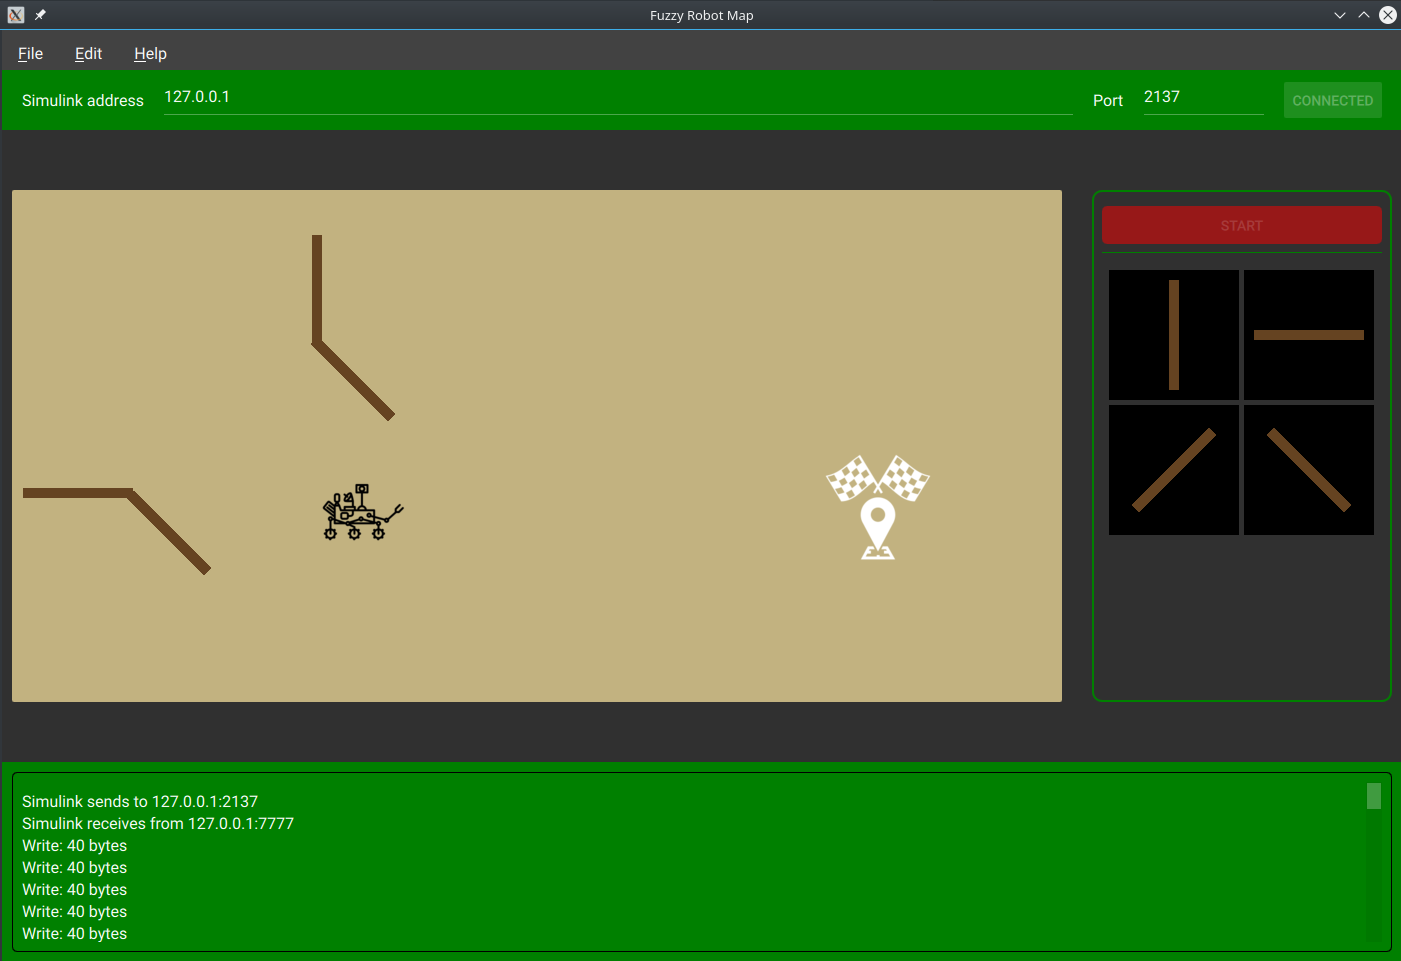 Fuzzy Robot Map
File Edit Help
Simulink address 127.0.0.1 Port 2137 CONNECTED
START
Simulink sends to 127.0.0.1:2137
Simulink receives from 127.0.0.1:7777
Write: 40 bytes
Write: 40 bytes
Write: 40 bytes
Write: 40 bytes
Write: 40 bytes